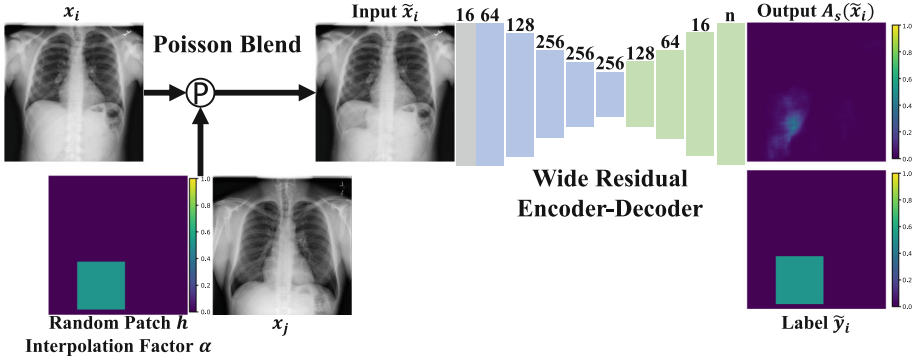 x_i
Poisson Blend
P
Input x̃_i
16 64 128 256 256 256 128 64 16 n
Output A_s(x̃_i)
1.0
0.8
0.6
0.4
0.2
0.0
Wide Residual
Encoder-Decoder
1.0
0.8
0.6
0.4
0.2
0.0
1.0
0.8
0.6
0.4
0.2
0.0
Random Patch h
Interpolation Factor α
x_j
Label ỹ_i